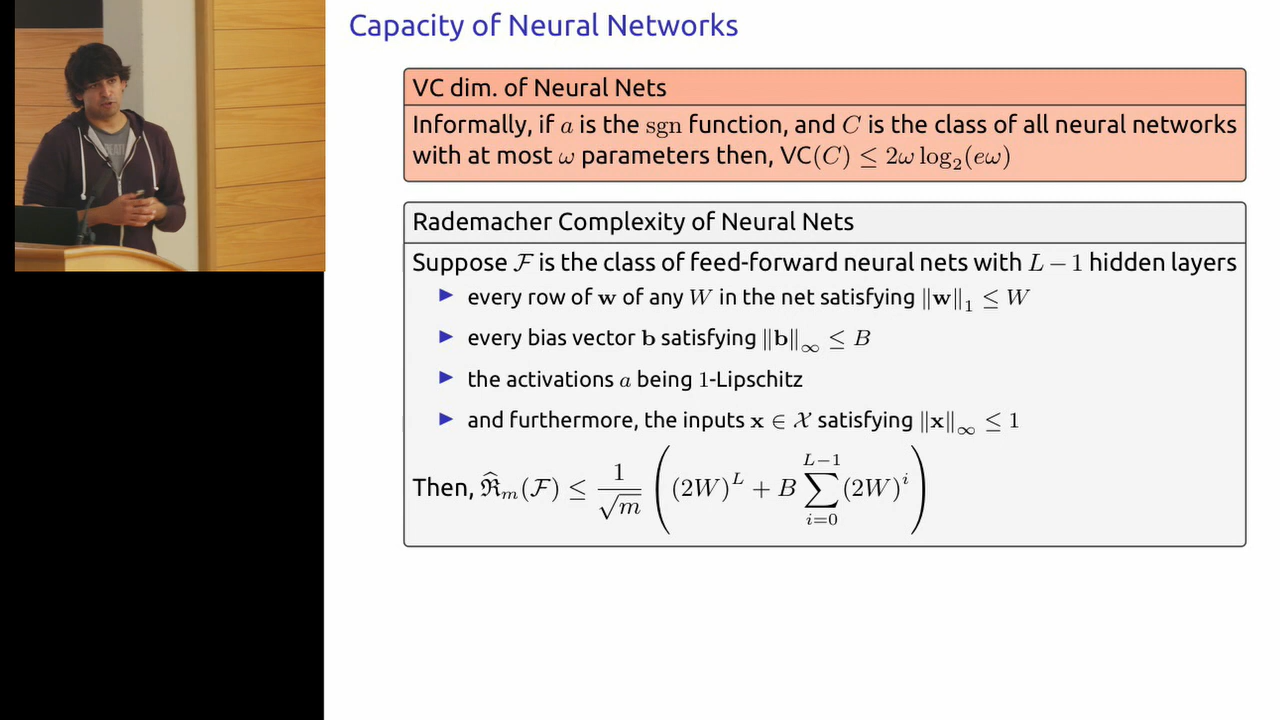 Capacity of Neural Networks
VC dim. of Neural Nets
Informally, if a is the sgn function, and C is the class of all neural networks
with at most ω parameters then, VC(C) ≤ 2ω log₂(eω)
Rademacher Complexity of Neural Nets
Suppose ℱ is the class of feed-forward neural nets with L − 1 hidden layers
▶ every row of w of any W in the net satisfying ‖w‖₁ ≤ W
▶ every bias vector b satisfying ‖b‖∞ ≤ B
▶ the activations a being 1-Lipschitz
▶ and furthermore, the inputs x ∈ 𝒳 satisfying ‖x‖∞ ≤ 1
Then, ℜ̂ₘ(ℱ) ≤ 1/√m ( (2W)^L + B ∑_{i=0}^{L−1} (2W)^i )